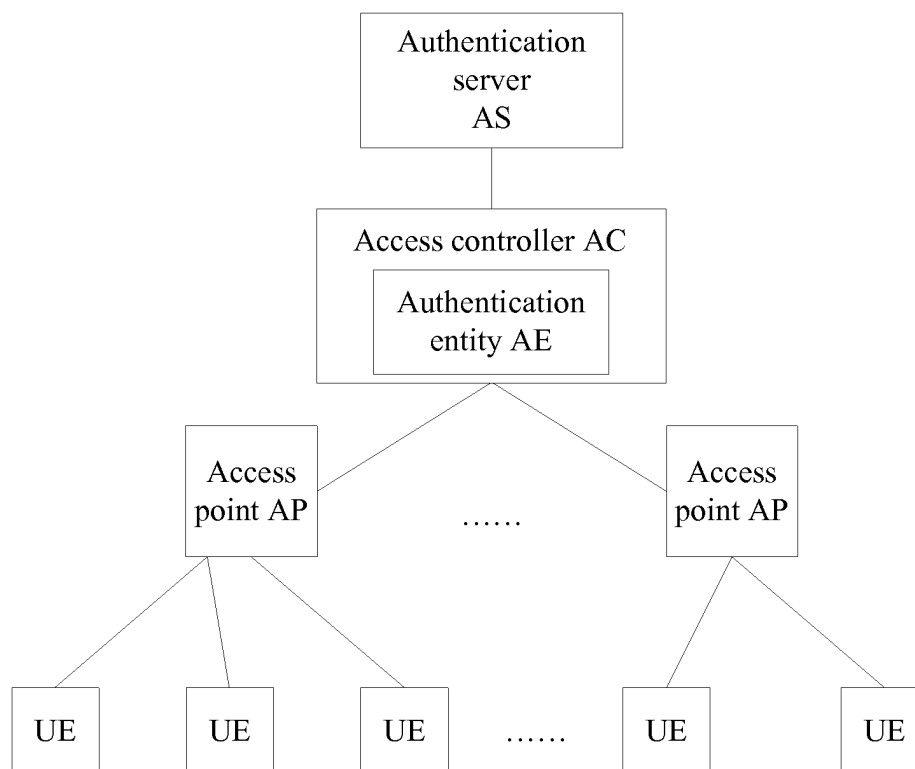 Authentication
server
AS
Access controller AC
Authentication
entity AE
Access
point AP
......
Access
point AP
UE
UE
UE
......
UE
UE